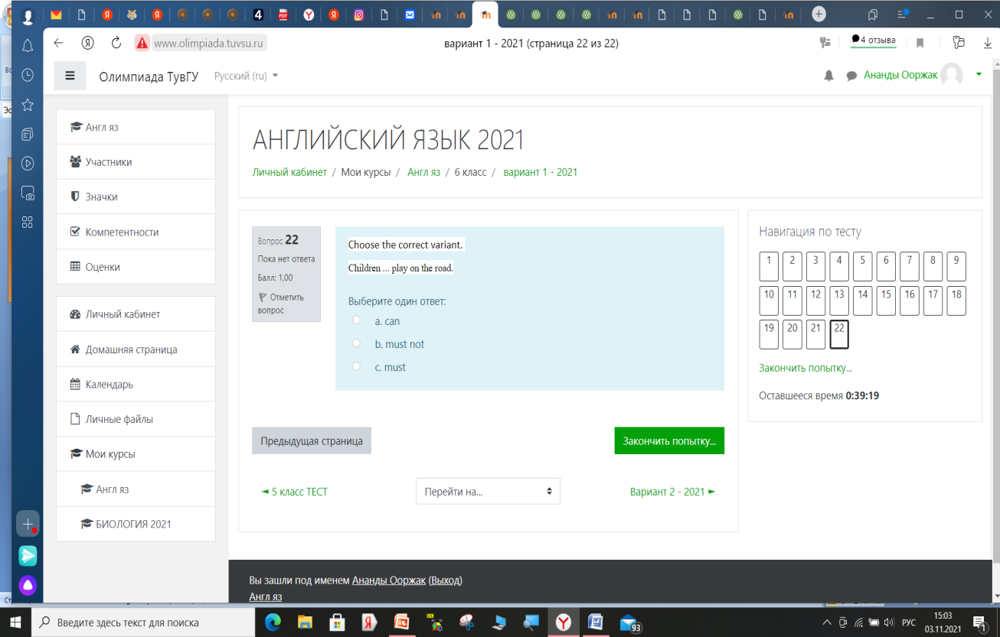 4
PDF
www.olimpiada.tuvsu.ru
вариант 1 - 2021 (страница 22 из 22)
4 отзыва
Олимпиада ТувГУ
Русский (ru)
Ананды Ооржак
Англ яз
Участники
Значки
Компетентности
Оценки
Личный кабинет
Домашняя страница
Календарь
Личные файлы
Мои курсы
Англ яз
БИОЛОГИЯ 2021
АНГЛИЙСКИЙ ЯЗЫК 2021
Личный кабинет / Мои курсы / Англ яз / 6 класс / вариант 1 - 2021
Вопрос 22
Пока нет ответа
Балл: 1,00
Отметить
вопрос
Choose the correct variant.
Children ... play on the road.
Выберите один ответ:
a. can
b. must not
c. must
Предыдущая страница
Закончить попытку...
◄ 5 класс ТЕСТ
Перейти на...
Вариант 2 - 2021 ►
Навигация по тесту
1 2 3 4 5 6 7 8 9
10 11 12 13 14 15 16 17 18
19 20 21 22
Закончить попытку...
Оставшееся время 0:39:19
Вы зашли под именем Ананды Ооржак (Выход)
Англ яз
Введите здесь текст для поиска
93
РУС
15:03
03.11.2021
1